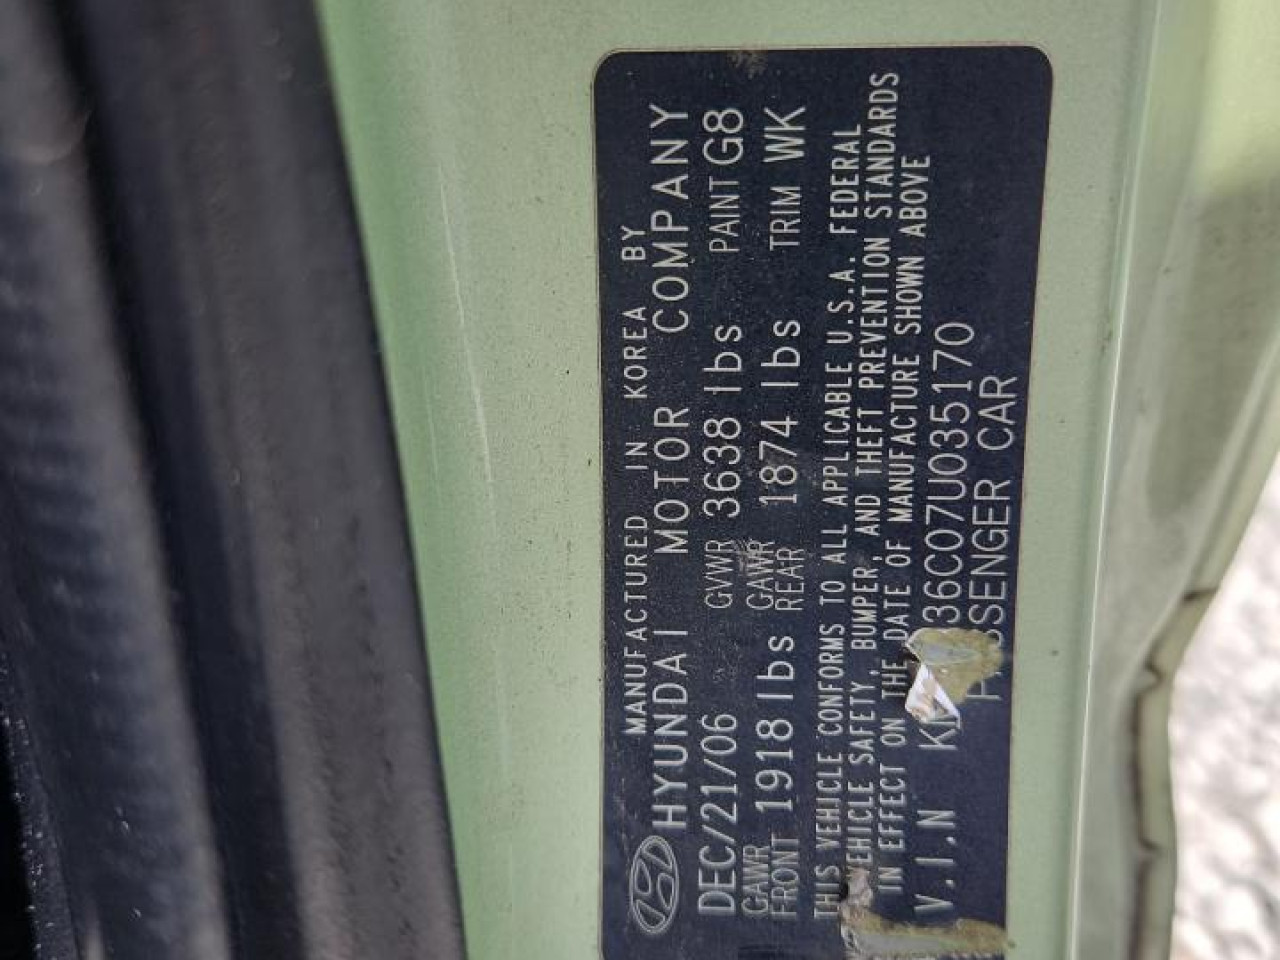 MANUFACTURED IN KOREA BY
HYUNDAI MOTOR COMPANY
DEC/21/06 GVWR 3638 lbs PAINT G8
GAWR FRONT 1918 lbs GAWR REAR 1874 lbs TRIM WK
THIS VEHICLE CONFORMS TO ALL APPLICABLE U.S.A. FEDERAL
VEHICLE SAFETY, BUMPER, AND THEFT PREVENTION STANDARDS
IN EFFECT ON THE DATE OF MANUFACTURE SHOWN ABOVE
V.I.N 36C07U035170
PASSENGER CAR